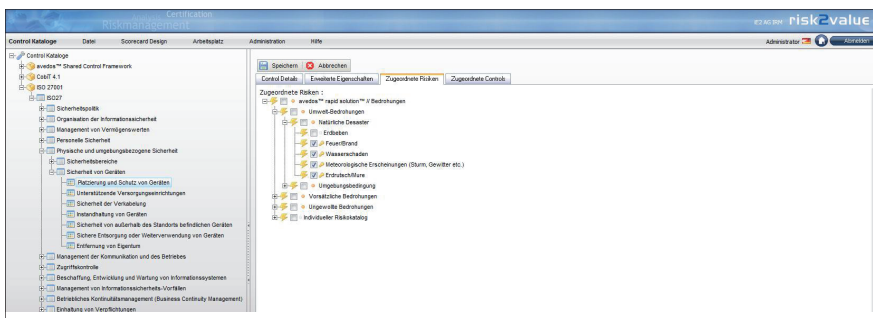 Certification
Riskmanagement
risk2value
Control Kataloge Datei Scorecard Design Arbeitsplatz Administration Hilfe Administrator Abmelden
Control Kataloge
avedos™ Shared Control Framework
CobiT 4.1
ISO 27001
ISO27
Sicherheitspolitik
Organisation der Informationssicherheit
Management von Vermögenswerten
Personelle Sicherheit
Physische und umgebungsbezogene Sicherheit
Sicherheitsbereiche
Sicherheit von Geräten
Platzierung und Schutz von Geräten
Unterstützende Versorgungseinrichtungen
Sicherheit der Verkabelung
Instandhaltung von Geräten
Sicherheit von außerhalb des Standorts befindlichen Geräten
Sichere Entsorgung oder Weiterverwendung von Geräten
Entfernung von Eigentum
Management der Kommunikation und des Betriebes
Zugriffskontrolle
Beschaffung, Entwicklung und Wartung von Informationssystemen
Management von Informationssicherheits-Vorfällen
Betriebliches Kontinuitätsmanagement (Business Continuity Management)
Einhaltung von Verpflichtungen
Speichern Abbrechen
Control Details Erweiterte Eigenschaften Zugeordnete Risiken Zugeordnete Controls
Zugeordnete Risiken :
avedos™ rapid solution™ // Bedrohungen
Umwelt-Bedrohungen
Natürliche Desaster
Erdbeben
Feuer/Brand
Wasserschaden
Meteorologische Erscheinungen (Sturm, Gewitter etc.)
Erdrutsch/Mure
Umgebungsbedingung
Vorsätzliche Bedrohungen
Ungewollte Bedrohungen
Individueller Risikokatalog